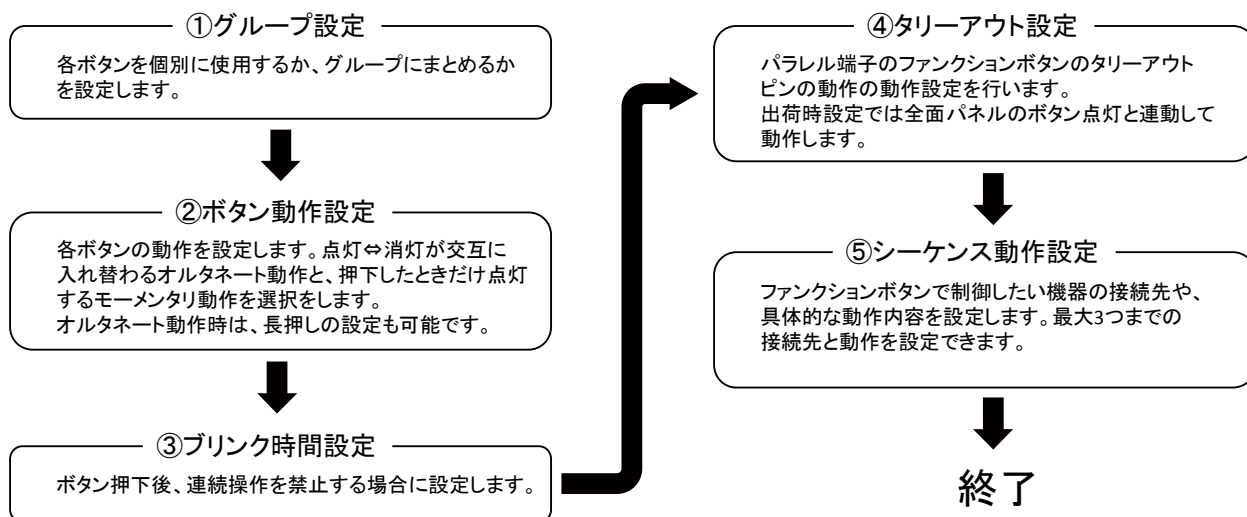 ①グループ設定
各ボタンを個別に使用するか、グループにまとめるか
を設定します。
②ボタン動作設定
各ボタンの動作を設定します。点灯⇔消灯が交互に
入れ替わるオルタネート動作と、押下したときだけ点灯
するモーメンタリ動作を選択をします。
オルタネート動作時は、長押しの設定も可能です。
③ブリンク時間設定
ボタン押下後、連続操作を禁止する場合に設定します。
④タリーアウト設定
パラレル端子のファンクションボタンのタリーアウト
ピンの動作の動作設定を行います。
出荷時設定では全面パネルのボタン点灯と連動して
動作します。
⑤シーケンス動作設定
ファンクションボタンで制御したい機器の接続先や、
具体的な動作内容を設定します。最大3つまでの
接続先と動作を設定できます。
終了